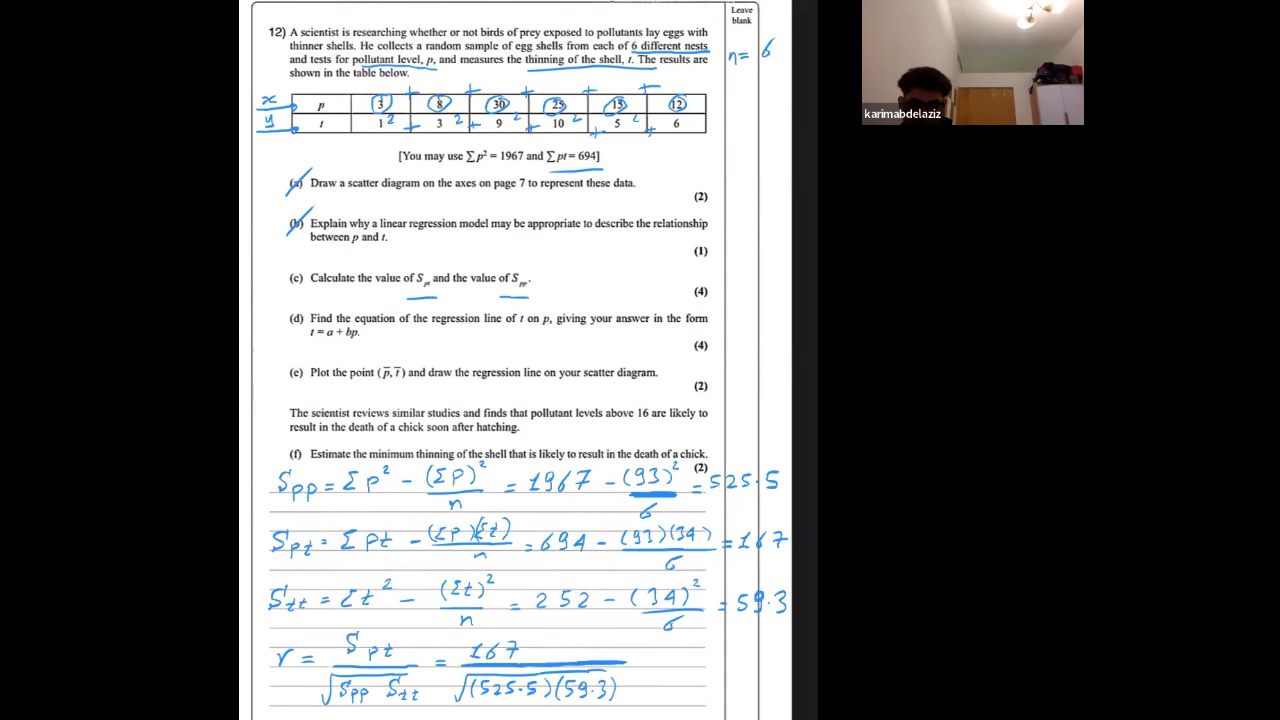 Leave
blank
12) A scientist is researching whether or not birds of prey exposed to pollutants lay eggs with
thinner shells. He collects a random sample of egg shells from each of 6 different nests
and tests for pollutant level, p, and measures the thinning of the shell, t. The results are
shown in the table below.
n = 6
x p 3 8 30 25 15 12
y t 1 3 9 10 5 6
[You may use ∑p² = 1967 and ∑pt = 694]
(a) Draw a scatter diagram on the axes on page 7 to represent these data.
(2)
(b) Explain why a linear regression model may be appropriate to describe the relationship
between p and t.
(1)
(c) Calculate the value of Spt and the value of Spp.
(4)
(d) Find the equation of the regression line of t on p, giving your answer in the form
t = a + bp.
(4)
(e) Plot the point (p̄, t̄) and draw the regression line on your scatter diagram.
(2)
The scientist reviews similar studies and finds that pollutant levels above 16 are likely to
result in the death of a chick soon after hatching.
(f) Estimate the minimum thinning of the shell that is likely to result in the death of a chick.
(2)
Spp = Σp² - (Σp)²/n = 1967 - (93)²/6 = 525.5
Spt = Σpt - (Σp)(Σt)/n = 694 - (93)(34)/6 = 167
Stt = Σt² - (Σt)²/n = 252 - (34)²/6 = 59.3
r = Spt/√Spp Stt = 167/√(525.5)(59.3)
karimabdelaziz